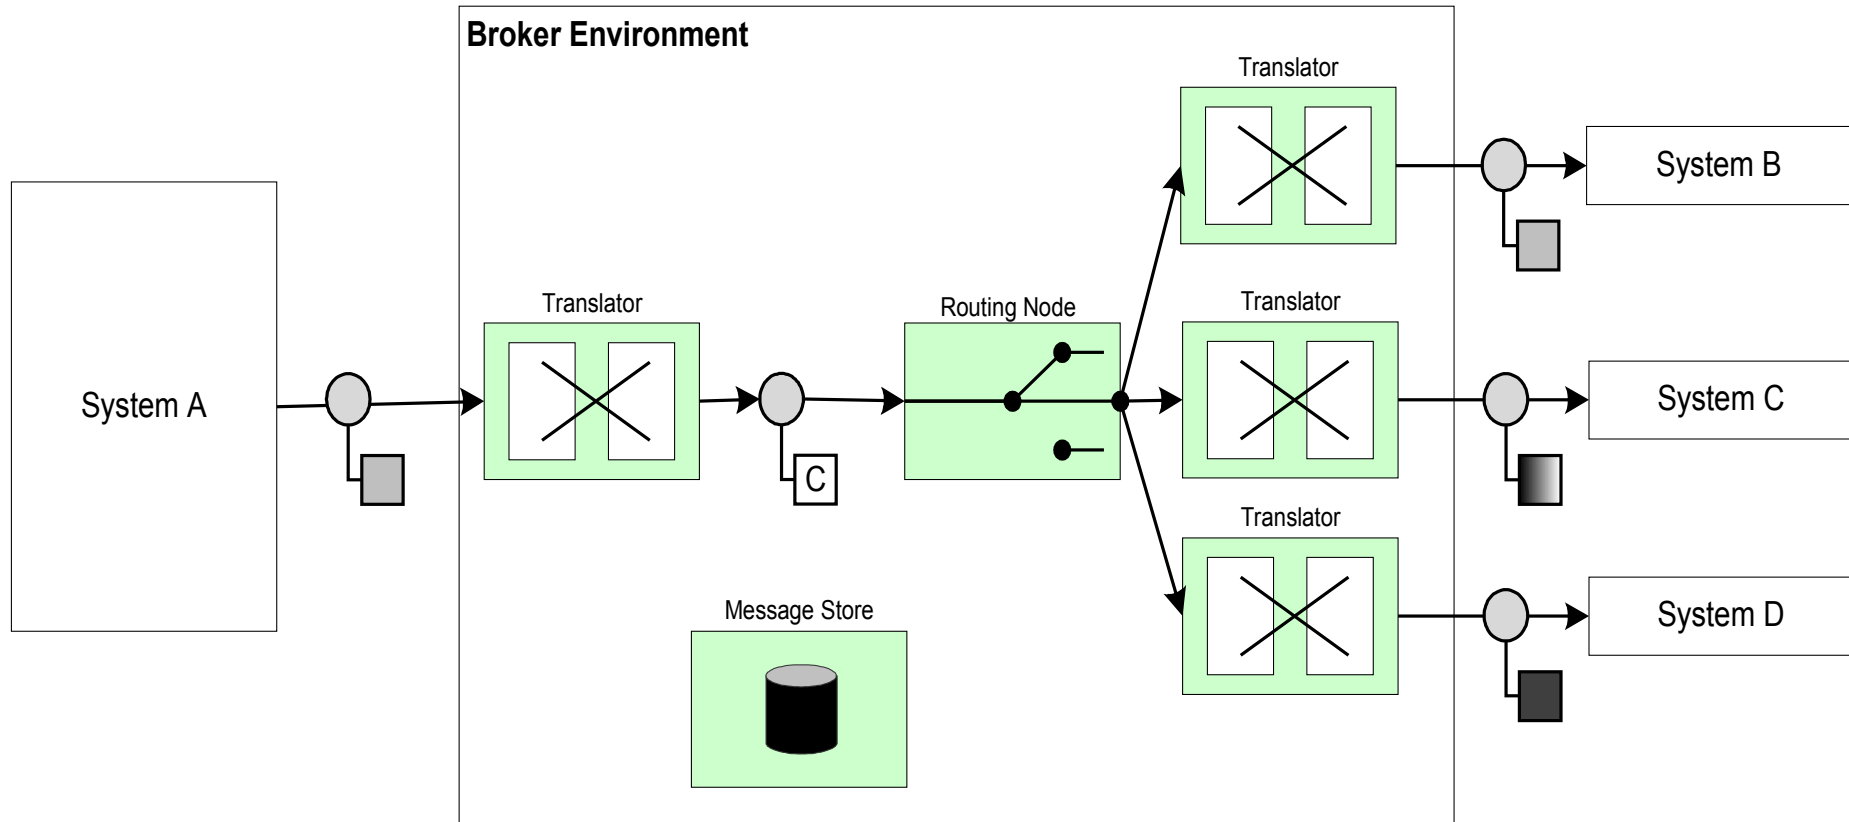 Broker Environment
Translator
System B
Translator
Routing Node
Translator
System A
System C
C
Translator
Message Store
System D